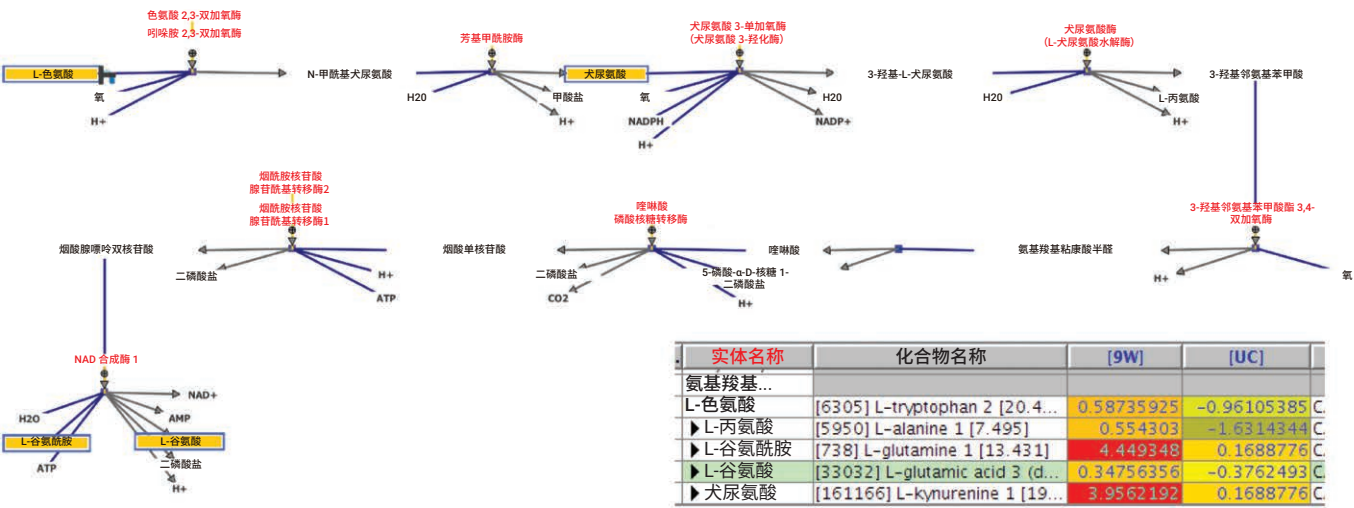 色氨酸 2,3-双加氧酶
吲哚胺 2,3-双加氧酶
芳基甲酰胺酶
犬尿氨酸 3-单加氧酶
(犬尿氨酸 3-羟化酶)
犬尿氨酸酶
(L-犬尿氨酸水解酶)
L-色氨酸
N-甲酰基犬尿氨酸
犬尿氨酸
3-羟基-L-犬尿氨酸
3-羟基邻氨基苯甲酸
氧
H+
H2O
甲酸盐
H+
氧
NADPH
H+
H2O
NADP+
H2O
L-丙氨酸
H+
烟酰胺核苷酸
腺苷酰基转移酶2
烟酰胺核苷酸
腺苷酰基转移酶1
喹啉酸
磷酸核糖转移酶
3-羟基邻氨基苯甲酸酯 3,4-
双加氧酶
烟酸腺嘌呤双核苷酸
烟酸单核苷酸
喹啉酸
氨基羧基粘康酸半醛
二磷酸盐
H+
ATP
二磷酸盐
CO2
5-磷酸-α-D-核糖 1-
二磷酸盐
H+
H+
氧
NAD 合成酶 1
H2O
L-谷氨酰胺
ATP
NAD+
AMP
L-谷氨酸
二磷酸盐
H+
实体名称 化合物名称 [9W] [UC]
氨基羧基...
L-色氨酸 [6305] L-tryptophan 2 [20.4... 0.58735925 -0.96105385 C
L-丙氨酸 [5950] L-alanine 1 [7.495] 0.554303 -1.6314344 C
L-谷氨酰胺 [738] L-glutamine 1 [13.431] 4.449348 0.1688776 C
L-谷氨酸 [33032] L-glutamic acid 3 (d... 0.34756356 -0.3762493 C
犬尿氨酸 [161166] L-kynurenine 1 [19... 3.9562192 0.1688776 C